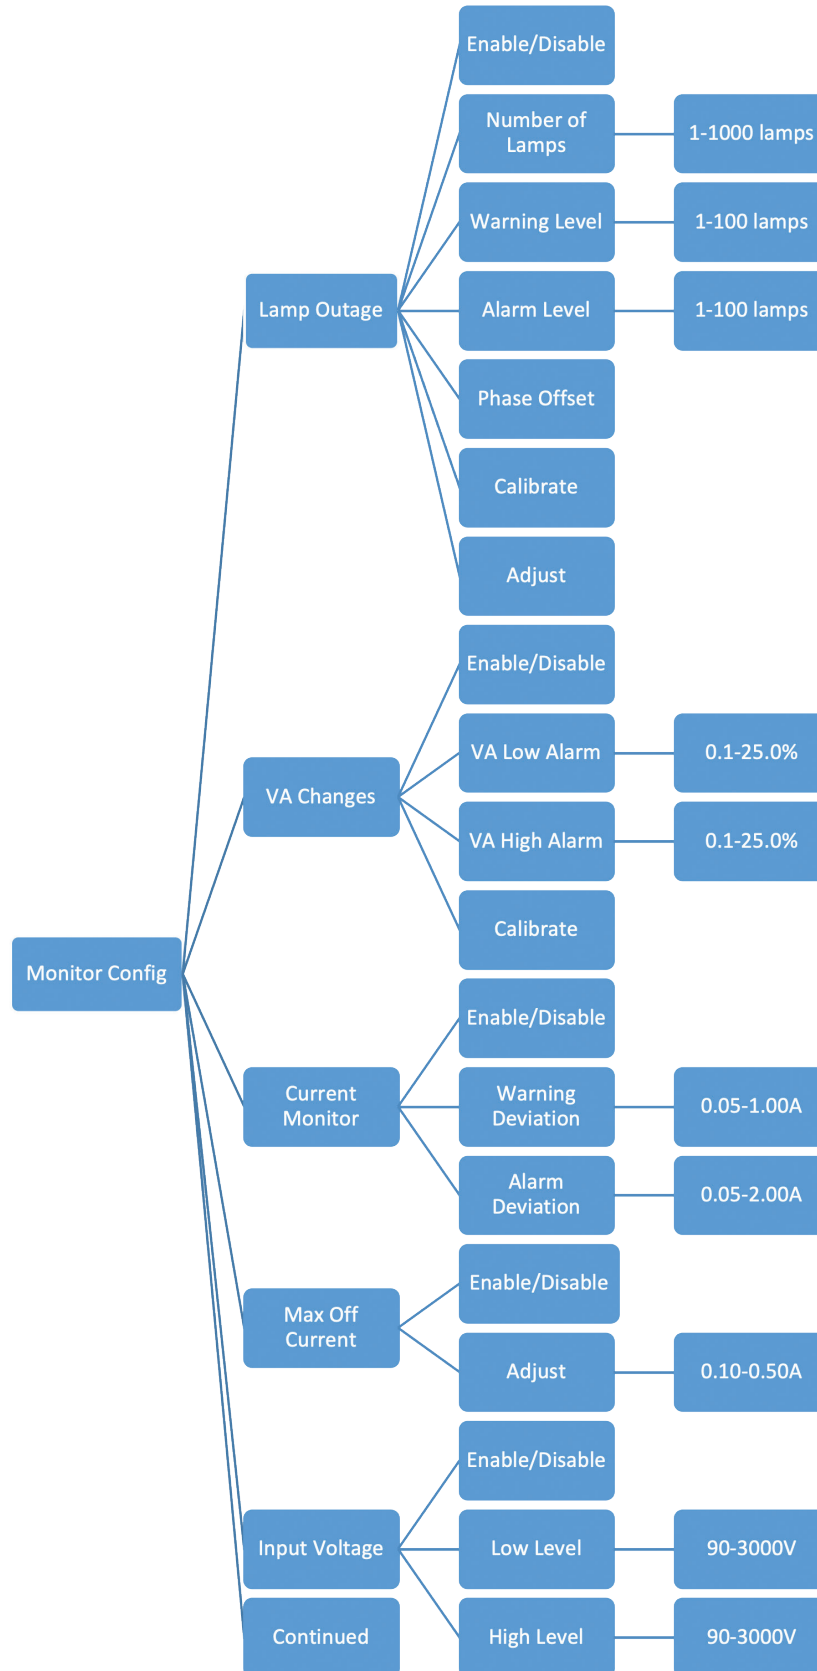 Monitor Config
Lamp Outage
Enable/Disable
Number of
Lamps
1-1000 lamps
Warning Level
1-100 lamps
Alarm Level
1-100 lamps
Phase Offset
Calibrate
Adjust
VA Changes
Enable/Disable
VA Low Alarm
0.1-25.0%
VA High Alarm
0.1-25.0%
Calibrate
Current
Monitor
Enable/Disable
Warning
Deviation
0.05-1.00A
Alarm
Deviation
0.05-2.00A
Max Off
Current
Enable/Disable
Adjust
0.10-0.50A
Input Voltage
Enable/Disable
Low Level
90-3000V
High Level
90-3000V
Continued